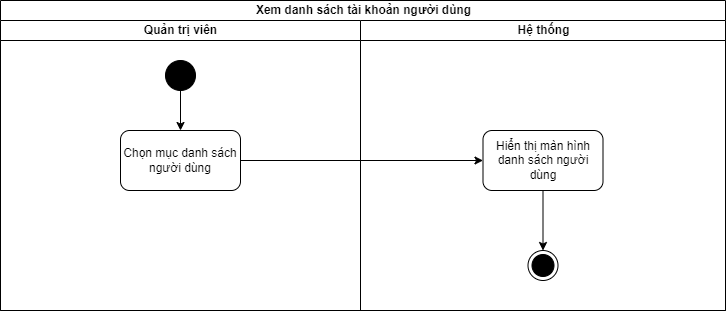 Xem danh sách tài khoản người dùng
Quản trị viên
Hệ thống
Chọn mục danh sách
người dùng
Hiển thị màn hình
danh sách người
dùng